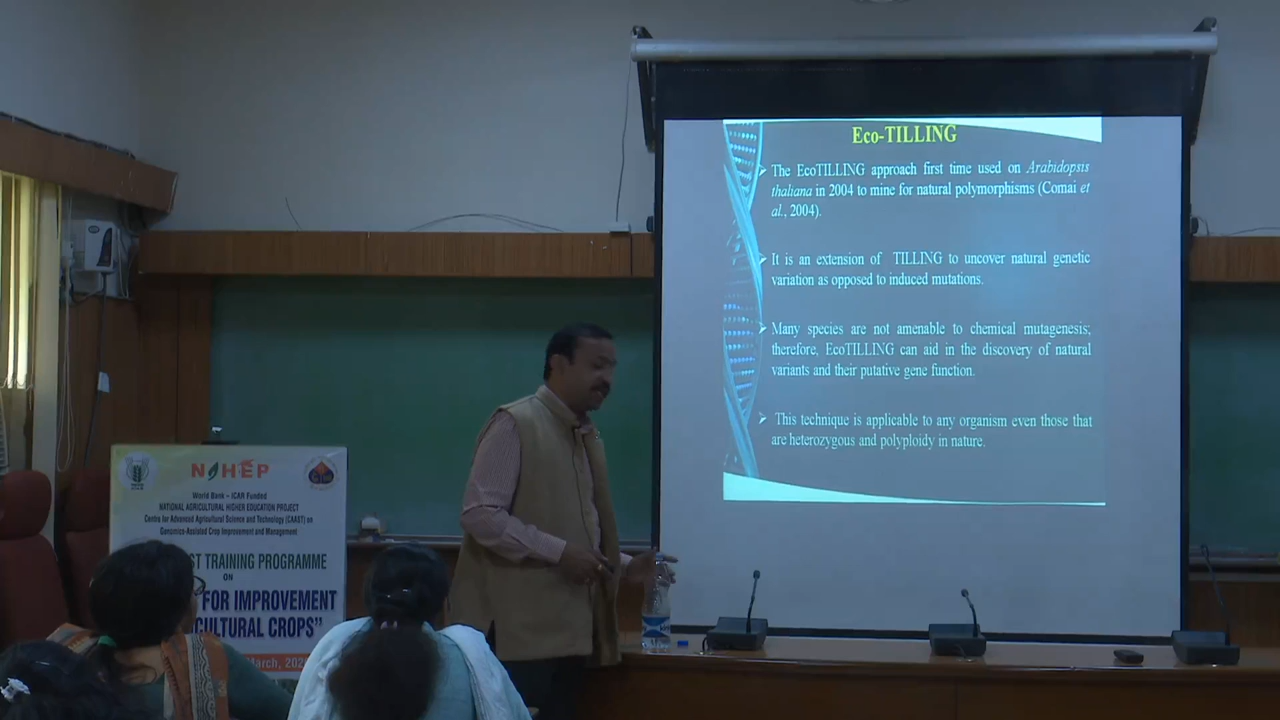 Eco-TILLING
The EcoTILLING approach first time used on Arabidopsis
thaliana in 2004 to mine for natural polymorphisms (Comai et
al., 2004).
It is an extension of TILLING to uncover natural genetic
variation as opposed to induced mutations.
Many species are not amenable to chemical mutagenesis;
therefore, EcoTILLING can aid in the discovery of natural
variants and their putative gene function.
This technique is applicable to any organism even those that
are heterozygous and polyploidy in nature.
NAHEP
World Bank – ICAR Funded
NATIONAL AGRICULTURAL HIGHER EDUCATION PROJECT
Centre for Advanced Agricultural Science and Technology (CAAST) on
Genomics-Assisted Crop Improvement and Management
ST TRAINING PROGRAMME
ON
FOR IMPROVEMENT
CULTURAL CROPS"
March, 202